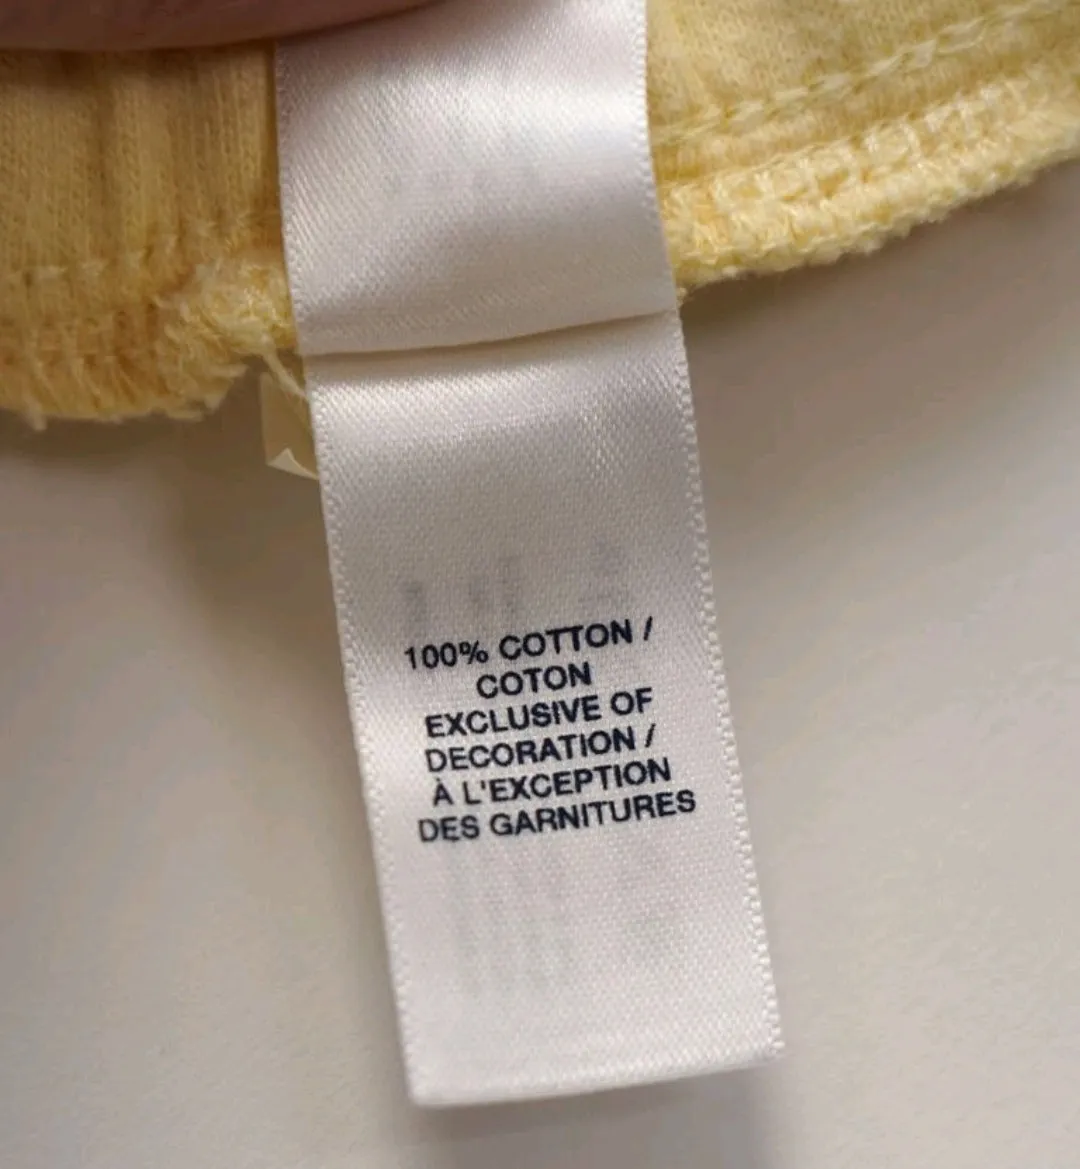 100% COTTON /
COTON
EXCLUSIVE OF
DECORATION /
À L'EXCEPTION
DES GARNITURES